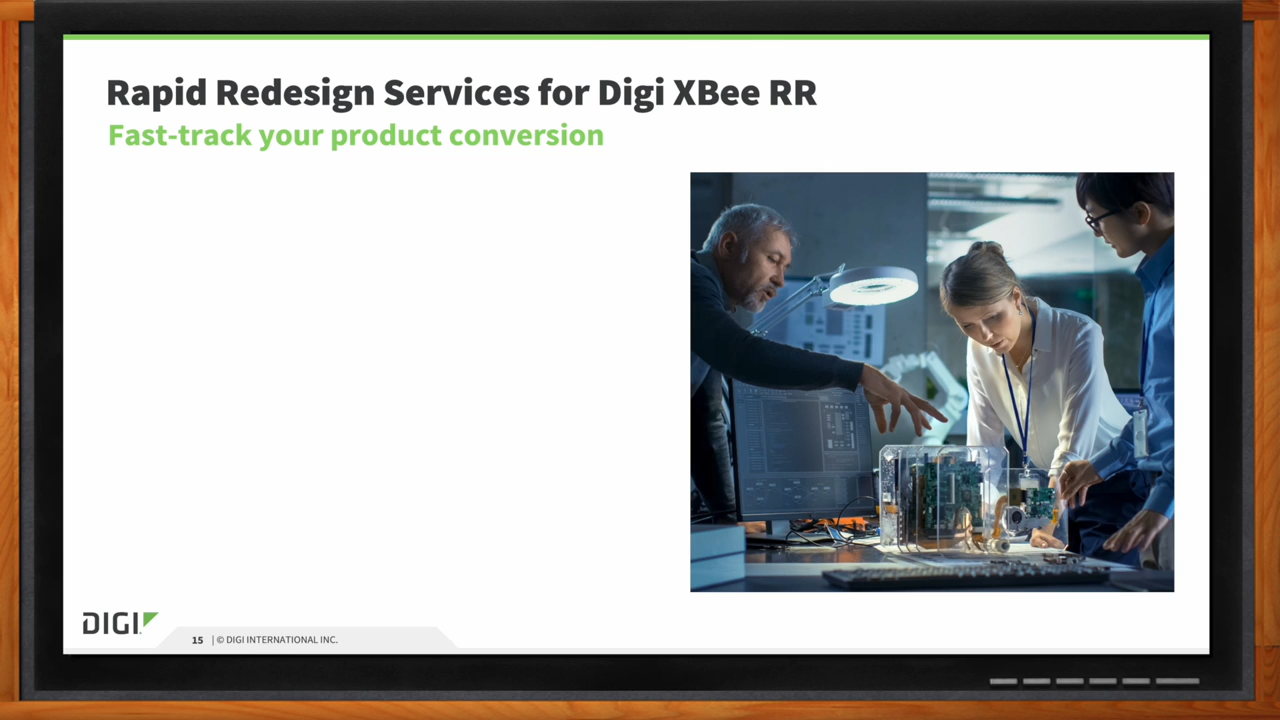 Rapid Redesign Services for Digi XBee RR
Fast-track your product conversion
DIGI
15 | © DIGI INTERNATIONAL INC.